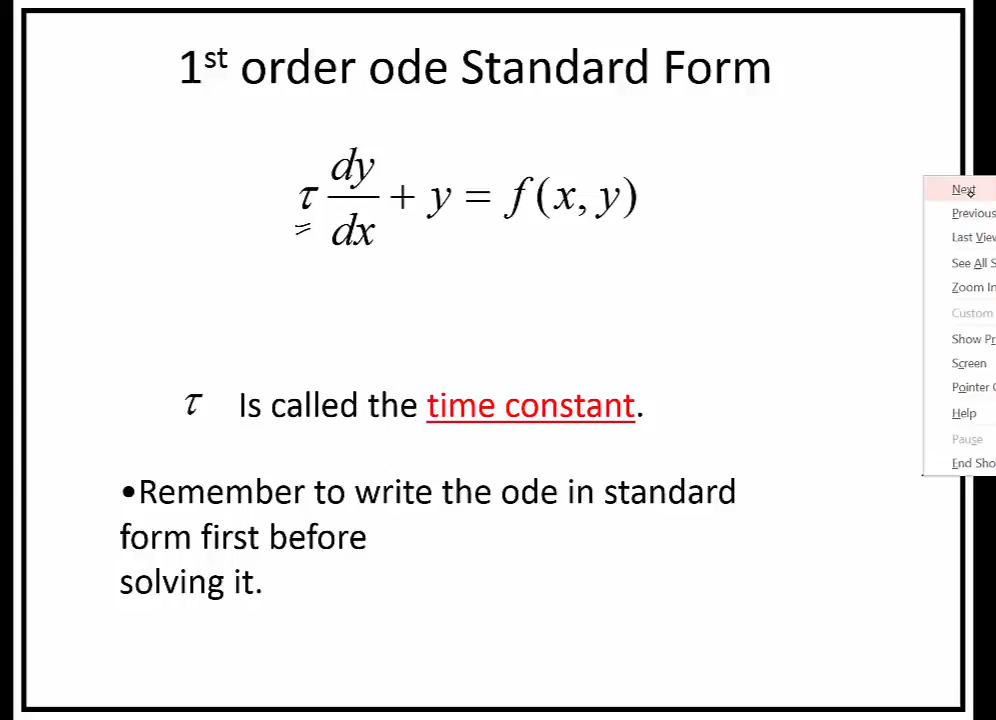 1st order ode Standard Form
τ dy/dx + y = f(x, y)
τ Is called the time constant.
•Remember to write the ode in standard
form first before
solving it.
Next
Previous
Last Vie
See All S
Zoom In
Custom
Show Pr
Screen
Pointer
Help
Pause
End Sho